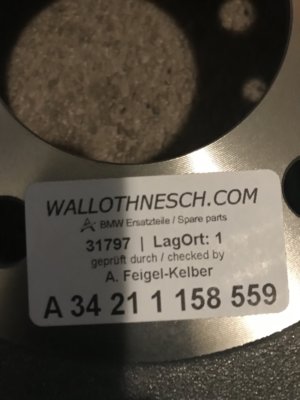 WALLOTHNESCH.COM
BMW Ersatzteile / Spare parts
31797 | LagOrt: 1
geprüft durch / checked by
A. Feigel-Kelber
A 34 21 1 158 559